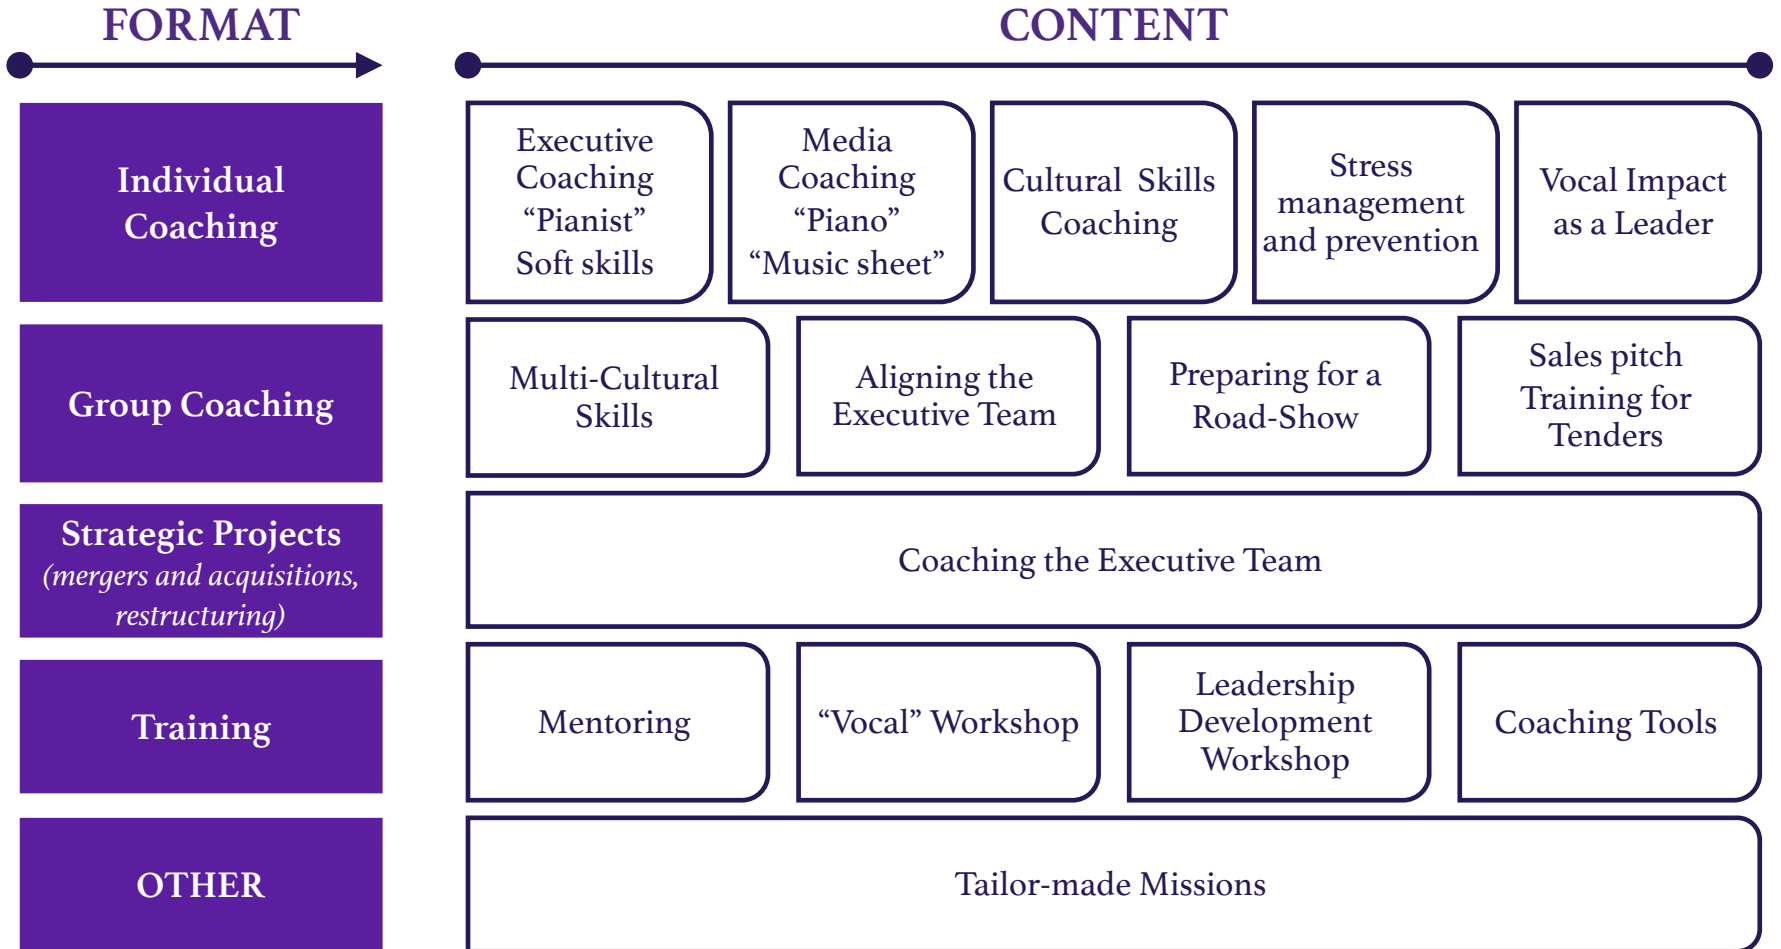 FORMAT
CONTENT
Individual
Coaching
Executive
Coaching
“Pianist”
Soft skills
Media
Coaching
“Piano”
“Music sheet”
Cultural Skills
Coaching
Stress
management
and prevention
Vocal Impact
as a Leader
Group Coaching
Multi-Cultural
Skills
Aligning the
Executive Team
Preparing for a
Road-Show
Sales pitch
Training for
Tenders
Strategic Projects
(mergers and acquisitions,
restructuring)
Coaching the Executive Team
Training
Mentoring
“Vocal” Workshop
Leadership
Development
Workshop
Coaching Tools
OTHER
Tailor-made Missions